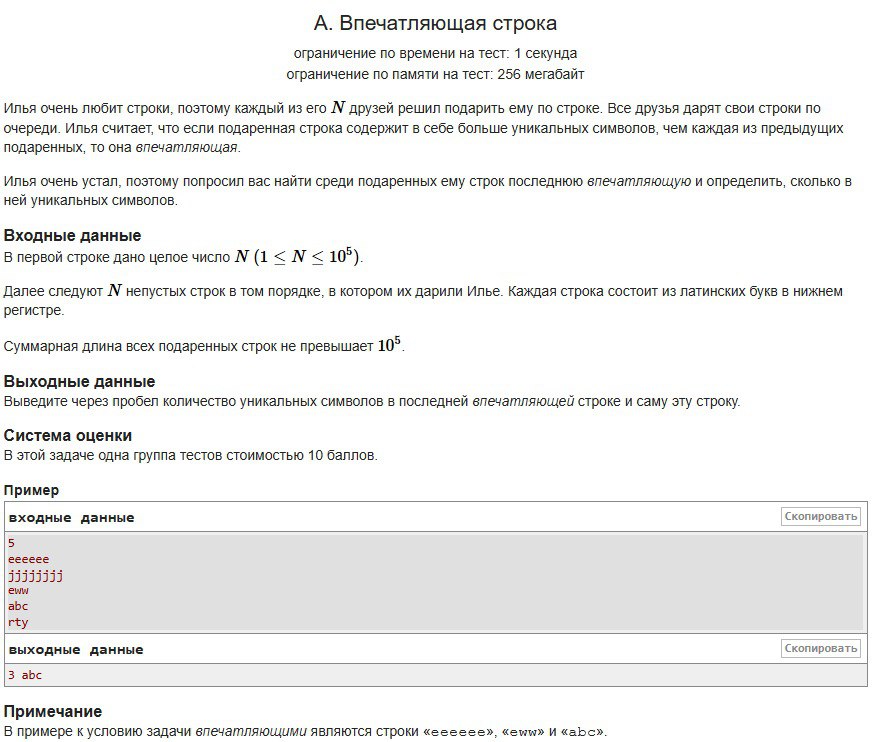 A. Впечатляющая строка
ограничение по времени на тест: 1 секунда
ограничение по памяти на тест: 256 мегабайт
Илья очень любит строки, поэтому каждый из его N друзей решил подарить ему по строке. Все друзья дарят свои строки по
очереди. Илья считает, что если подаренная строка содержит в себе больше уникальных символов, чем каждая из предыдущих
подаренных, то она впечатляющая.
Илья очень устал, поэтому попросил вас найти среди подаренных ему строк последнюю впечатляющую и определить, сколько в
ней уникальных символов.
Входные данные
В первой строке дано целое число N (1 ≤ N ≤ 10⁵).
Далее следуют N непустых строк в том порядке, в котором их дарили Илье. Каждая строка состоит из латинских букв в нижнем
регистре.
Суммарная длина всех подаренных строк не превышает 10⁵.
Выходные данные
Выведите через пробел количество уникальных символов в последней впечатляющей строке и саму эту строку.
Система оценки
В этой задаче одна группа тестов стоимостью 10 баллов.
Пример
входные данные Скопировать
5
eeeeee
jjjjjjjj
eww
abc
rty
выходные данные Скопировать
3 abc
Примечание
В примере к условию задачи впечатляющими являются строки «eeeeee», «eww» и «abc».